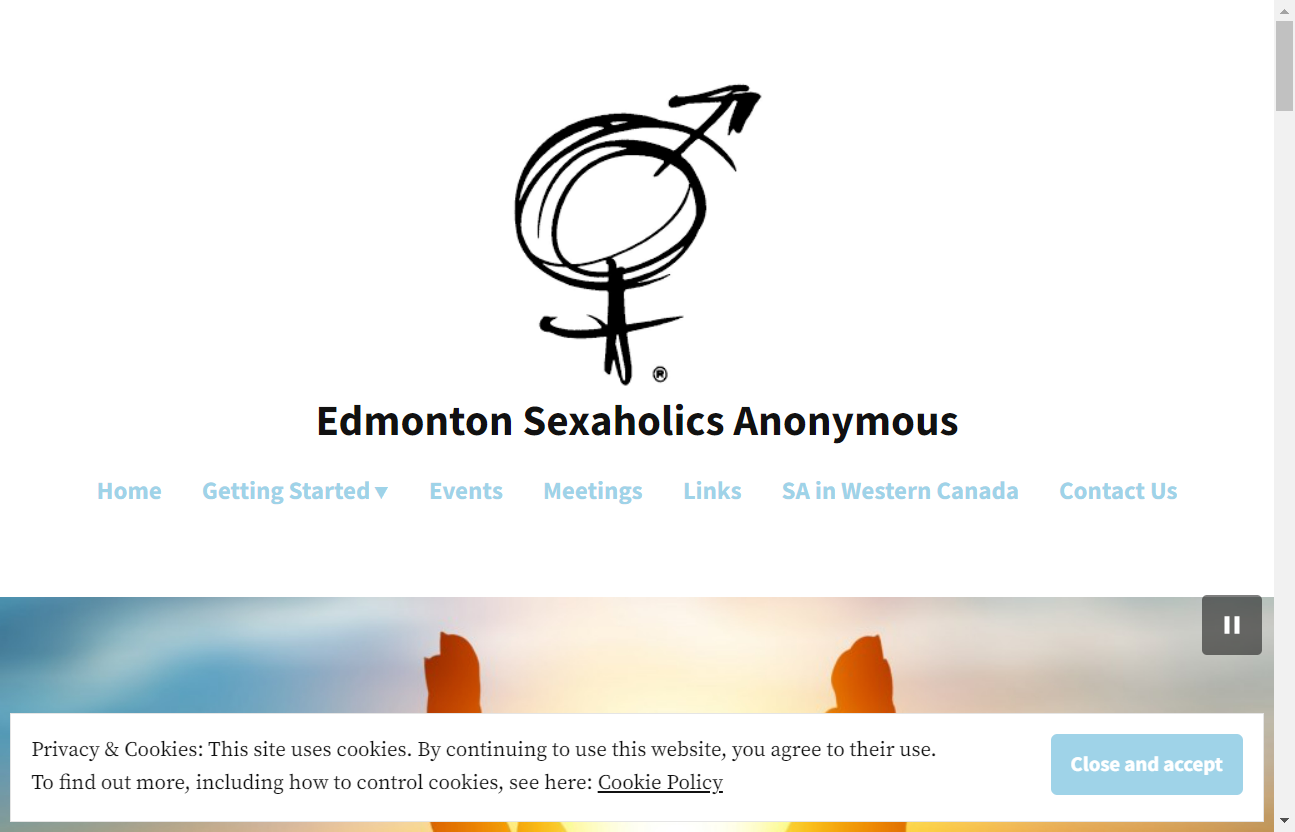 ®
Edmonton Sexaholics Anonymous
Home Getting Started ▼ Events Meetings Links SA in Western Canada Contact Us
Privacy & Cookies: This site uses cookies. By continuing to use this website, you agree to their use.
To find out more, including how to control cookies, see here: Cookie Policy
Close and accept